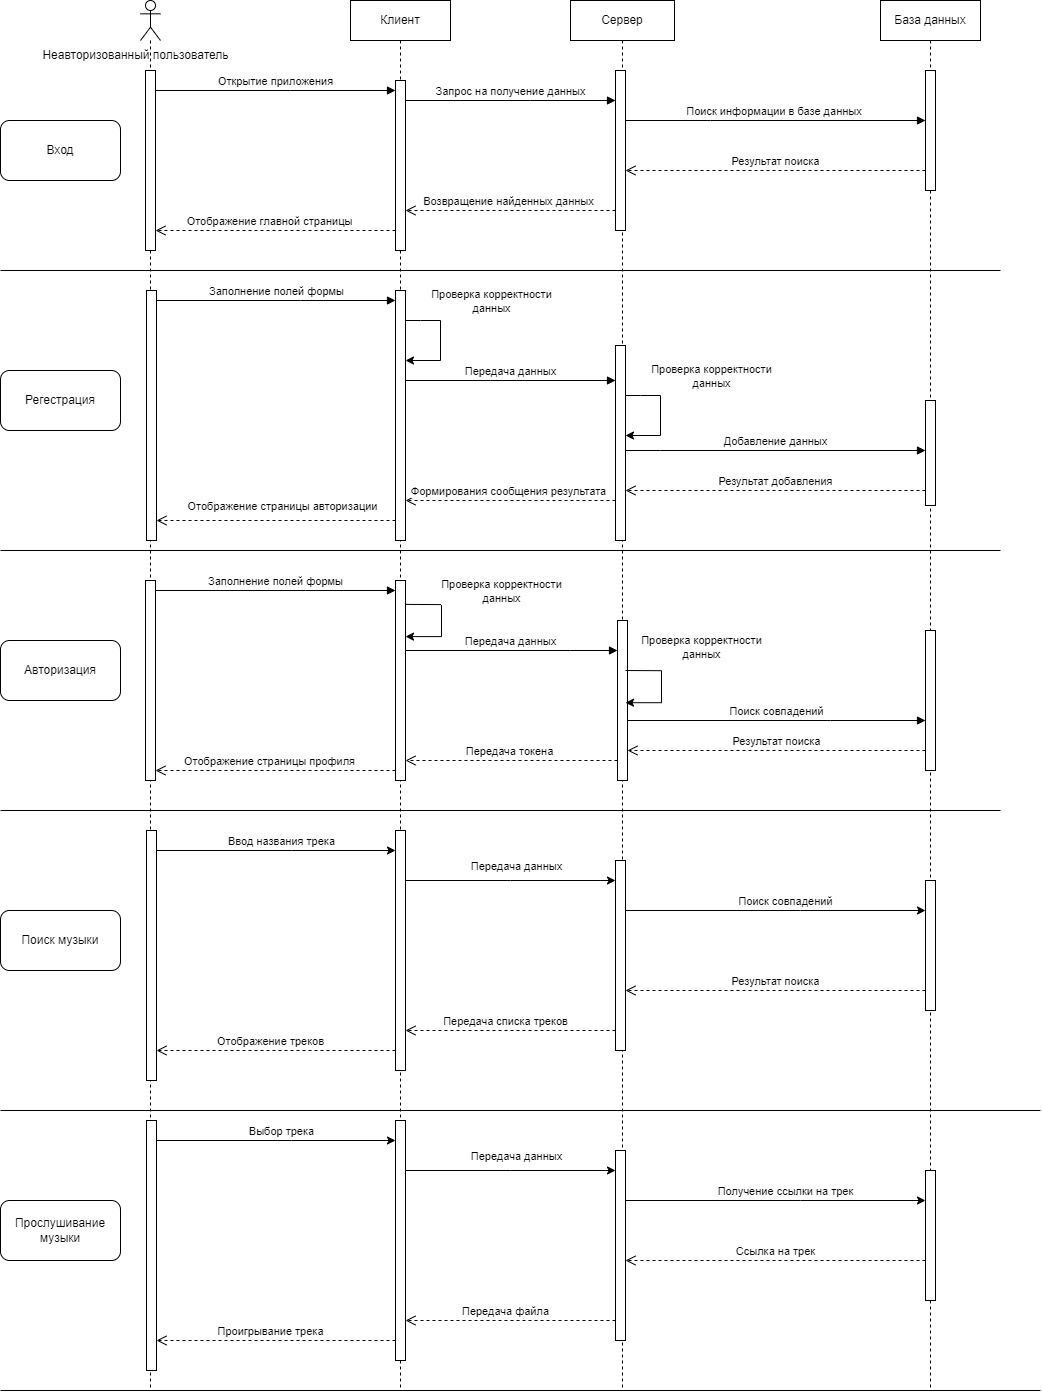 Клиент
Сервер
База данных
Неавторизованный пользователь
Открытие приложения
Запрос на получение данных
Поиск информации в базе данных
Вход
Результат поиска
Возвращение найденных данных
Отображение главной страницы
Заполнение полей формы
Проверка корректности
данных
Передача данных
Проверка корректности
данных
Регестрация
Добавление данных
Результат добавления
Формирования сообщения результата
Отображение страницы авторизации
Заполнение полей формы
Проверка корректности
данных
Передача данных
Проверка корректности
данных
Авторизация
Поиск совпадений
Результат поиска
Передача токена
Отображение страницы профиля
Ввод названия трека
Передача данных
Поиск совпадений
Поиск музыки
Результат поиска
Передача списка треков
Отображение треков
Выбор трека
Передача данных
Получение ссылки на трек
Прослушивание
музыки
Ссылка на трек
Передача файла
Проигрывание трека